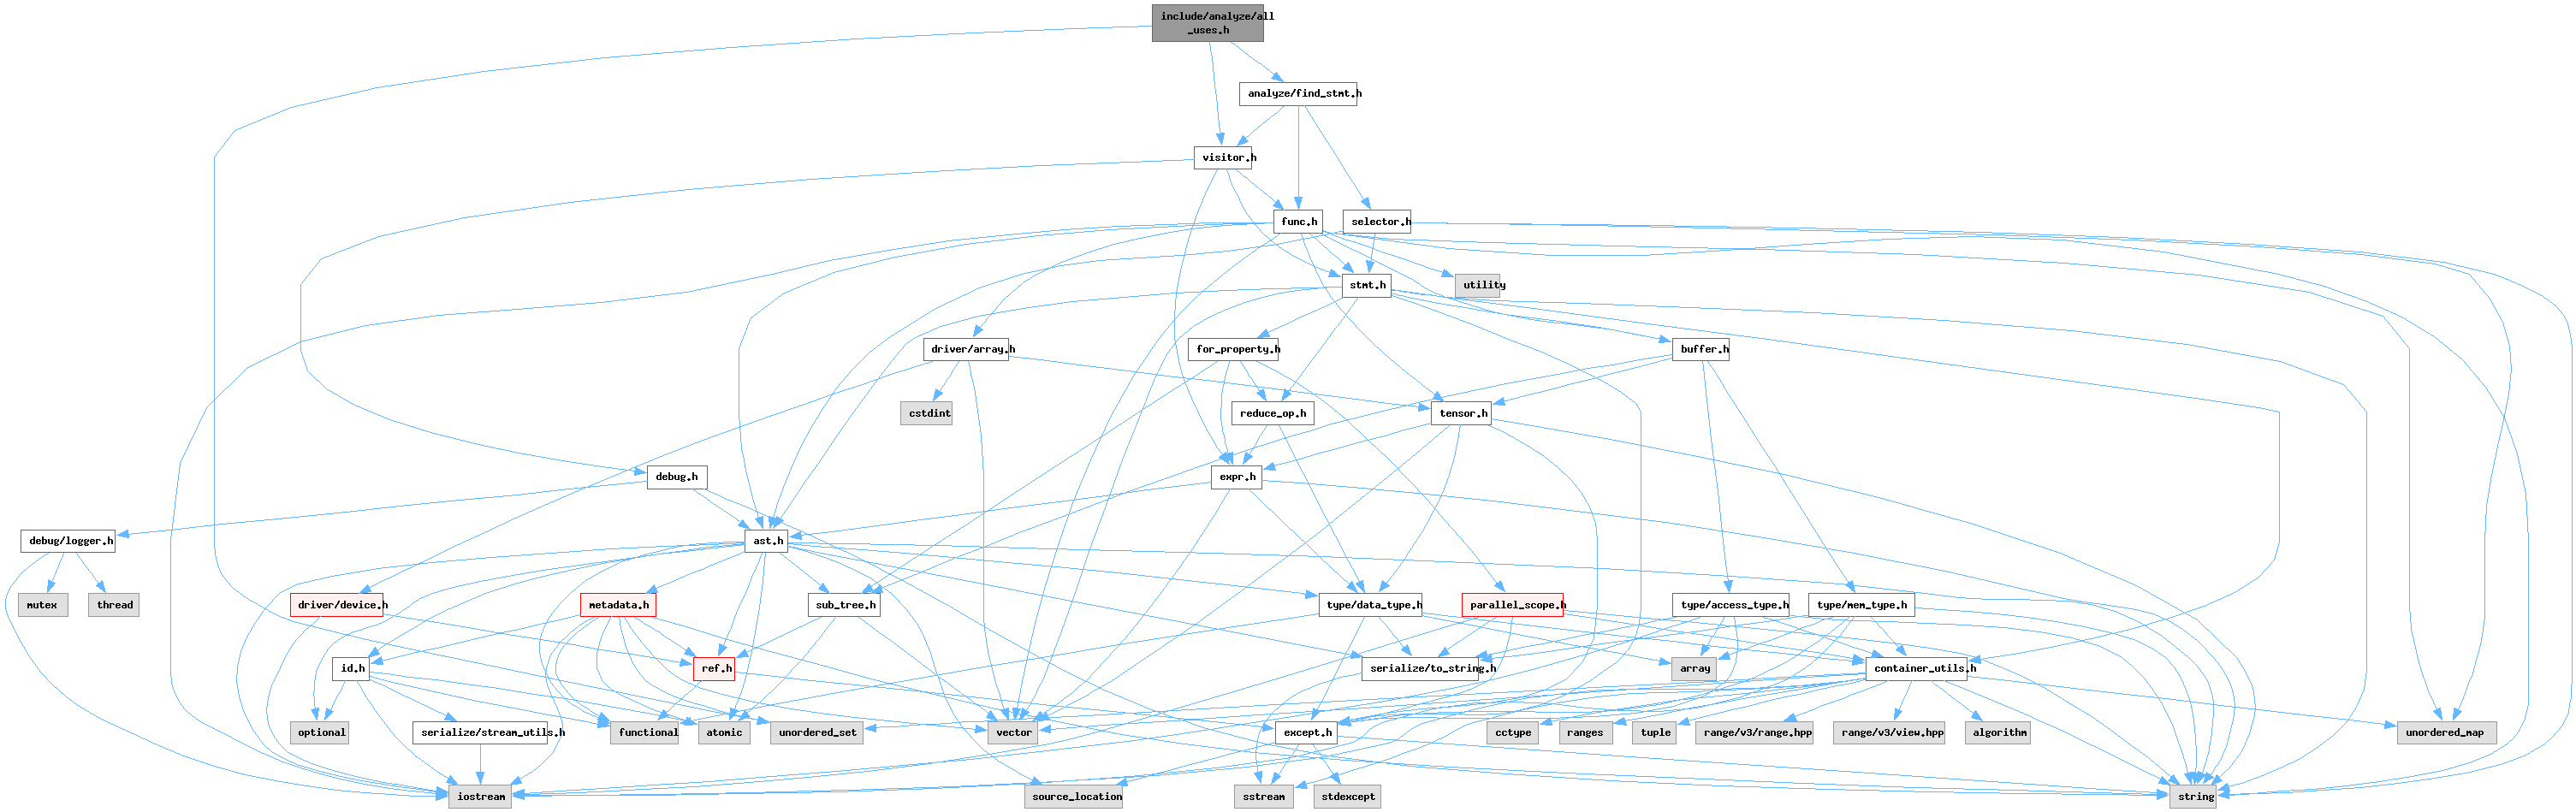 include/analyze/all
_uses.h
analyze/find_stmt.h
visitor.h
func.h
selector.h
stmt.h
utility
driver/array.h
for_property.h
buffer.h
cstdint
reduce_op.h
tensor.h
debug.h
expr.h
debug/logger.h
ast.h
mutex
thread
driver/device.h
metadata.h
sub_tree.h
type/data_type.h
parallel_scope.h
type/access_type.h
type/mem_type.h
id.h
ref.h
serialize/to_string.h
array
container_utils.h
optional
serialize/stream_utils.h
functional
atomic
unordered_set
vector
except.h
cctype
ranges
tuple
range/v3/range.hpp
range/v3/view.hpp
algorithm
unordered_map
iostream
source_location
sstream
stdexcept
string